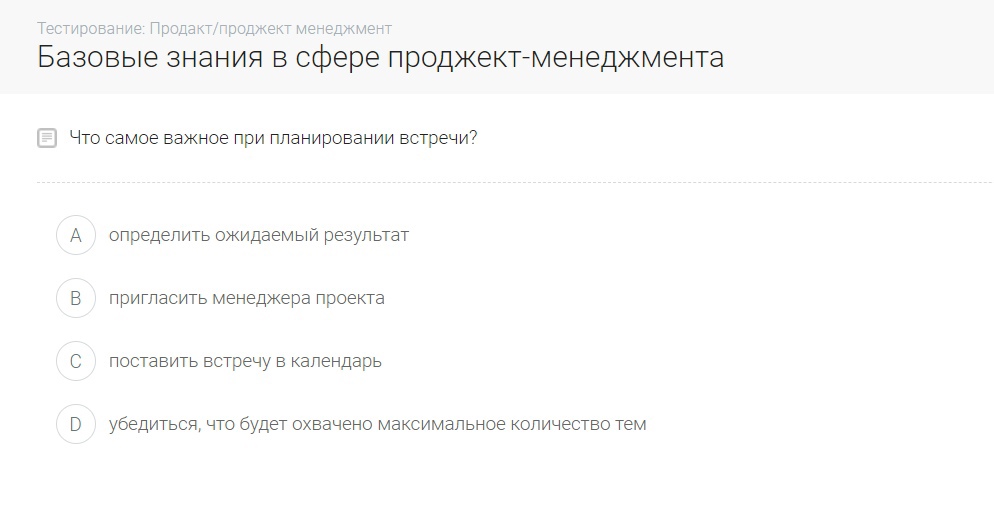 Тестирование: Продакт/проджект менеджмент
Базовые знания в сфере проджект-менеджмента
Что самое важное при планировании встречи?
A определить ожидаемый результат
B пригласить менеджера проекта
C поставить встречу в календарь
D убедиться, что будет охвачено максимальное количество тем